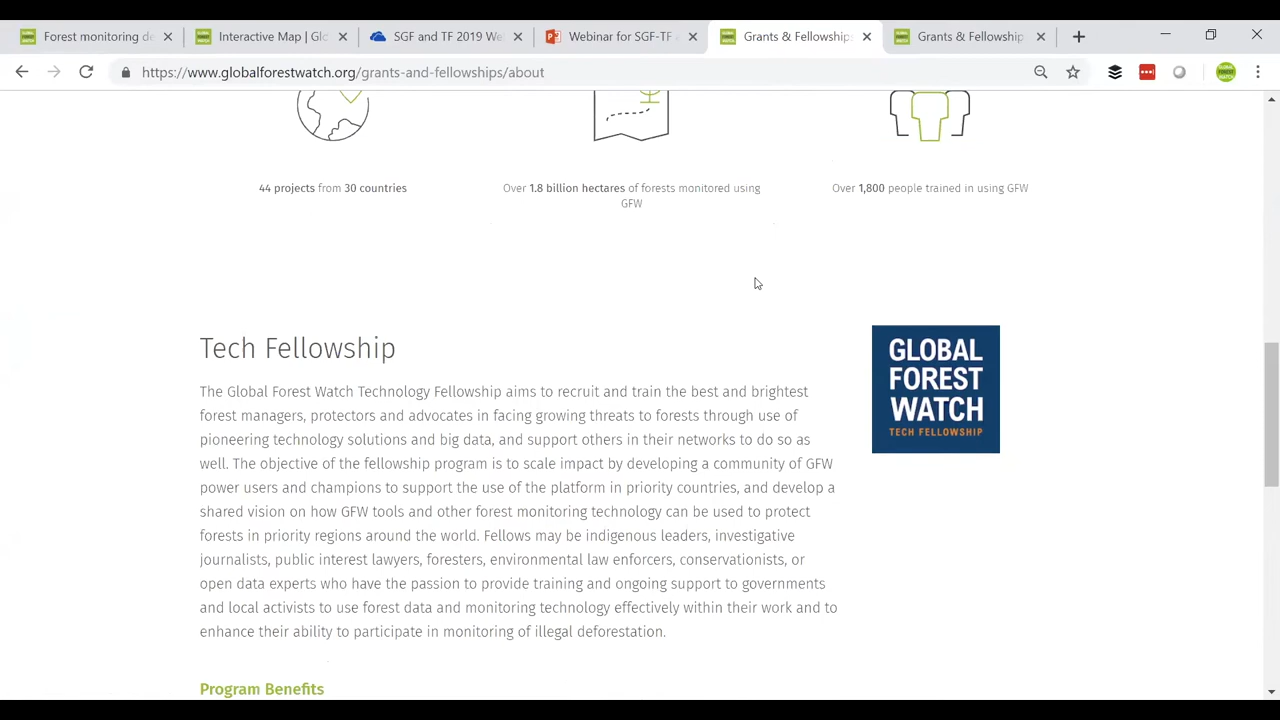 Forest monitoring de
Interactive Map | Glo
SGF and TF 2019 We
Webinar for SGF-TF
Grants & Fellowships
Grants & Fellowship
https://www.globalforestwatch.org/grants-and-fellowships/about
44 projects from 30 countries
Over 1.8 billion hectares of forests monitored using
GFW
Over 1,800 people trained in using GFW
Tech Fellowship
The Global Forest Watch Technology Fellowship aims to recruit and train the best and brightest
forest managers, protectors and advocates in facing growing threats to forests through use of
pioneering technology solutions and big data, and support others in their networks to do so as
well. The objective of the fellowship program is to scale impact by developing a community of GFW
power users and champions to support the use of the platform in priority countries, and develop a
shared vision on how GFW tools and other forest monitoring technology can be used to protect
forests in priority regions around the world. Fellows may be indigenous leaders, investigative
journalists, public interest lawyers, foresters, environmental law enforcers, conservationists, or
open data experts who have the passion to provide training and ongoing support to governments
and local activists to use forest data and monitoring technology effectively within their work and to
enhance their ability to participate in monitoring of illegal deforestation.
GLOBAL
FOREST
WATCH
TECH FELLOWSHIP
Program Benefits